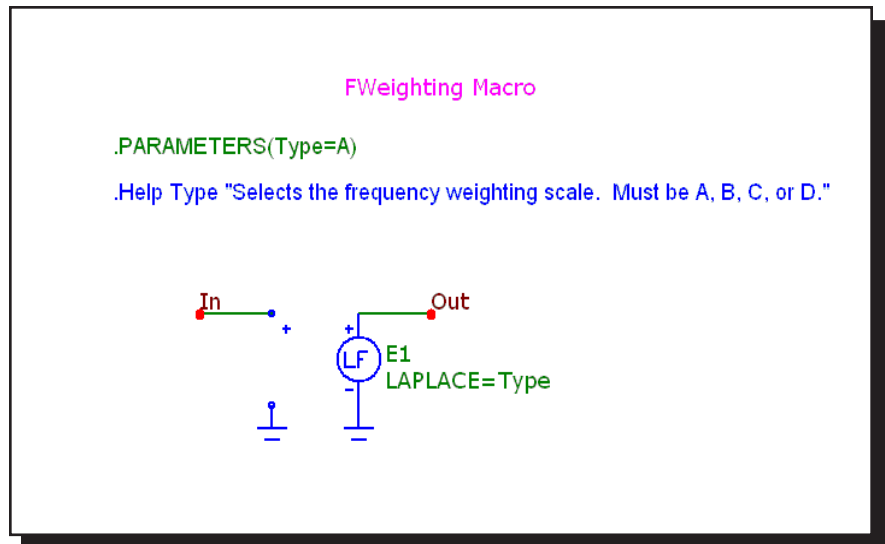 FWeighting Macro
.PARAMETERS(Type=A)
.Help Type "Selects the frequency weighting scale.  Must be A, B, C, or D."
In
Out
+
+
LF
E1
LAPLACE=Type
-